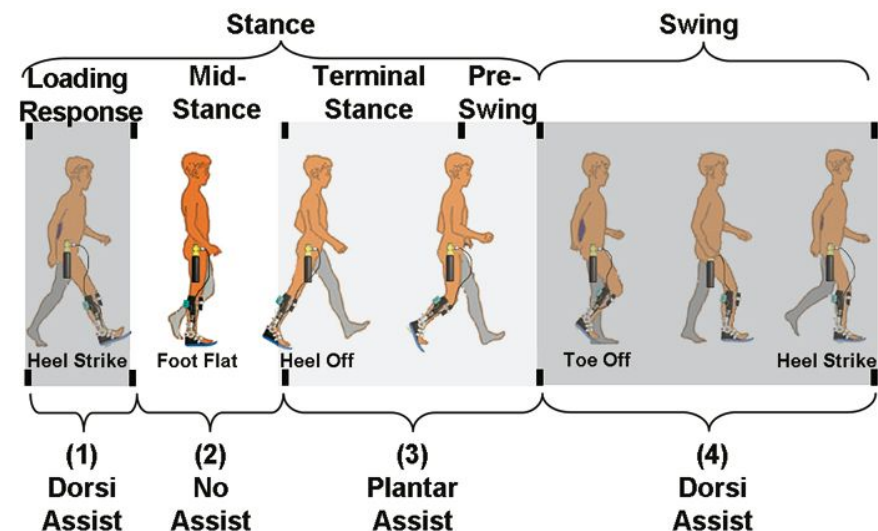 Stance
Swing
Loading
Response
Mid-
Stance
Terminal
Stance
Pre-
Swing
Heel Strike
Foot Flat
Heel Off
Toe Off
Heel Strike
(1)
Dorsi
Assist
(2)
No
Assist
(3)
Plantar
Assist
(4)
Dorsi
Assist